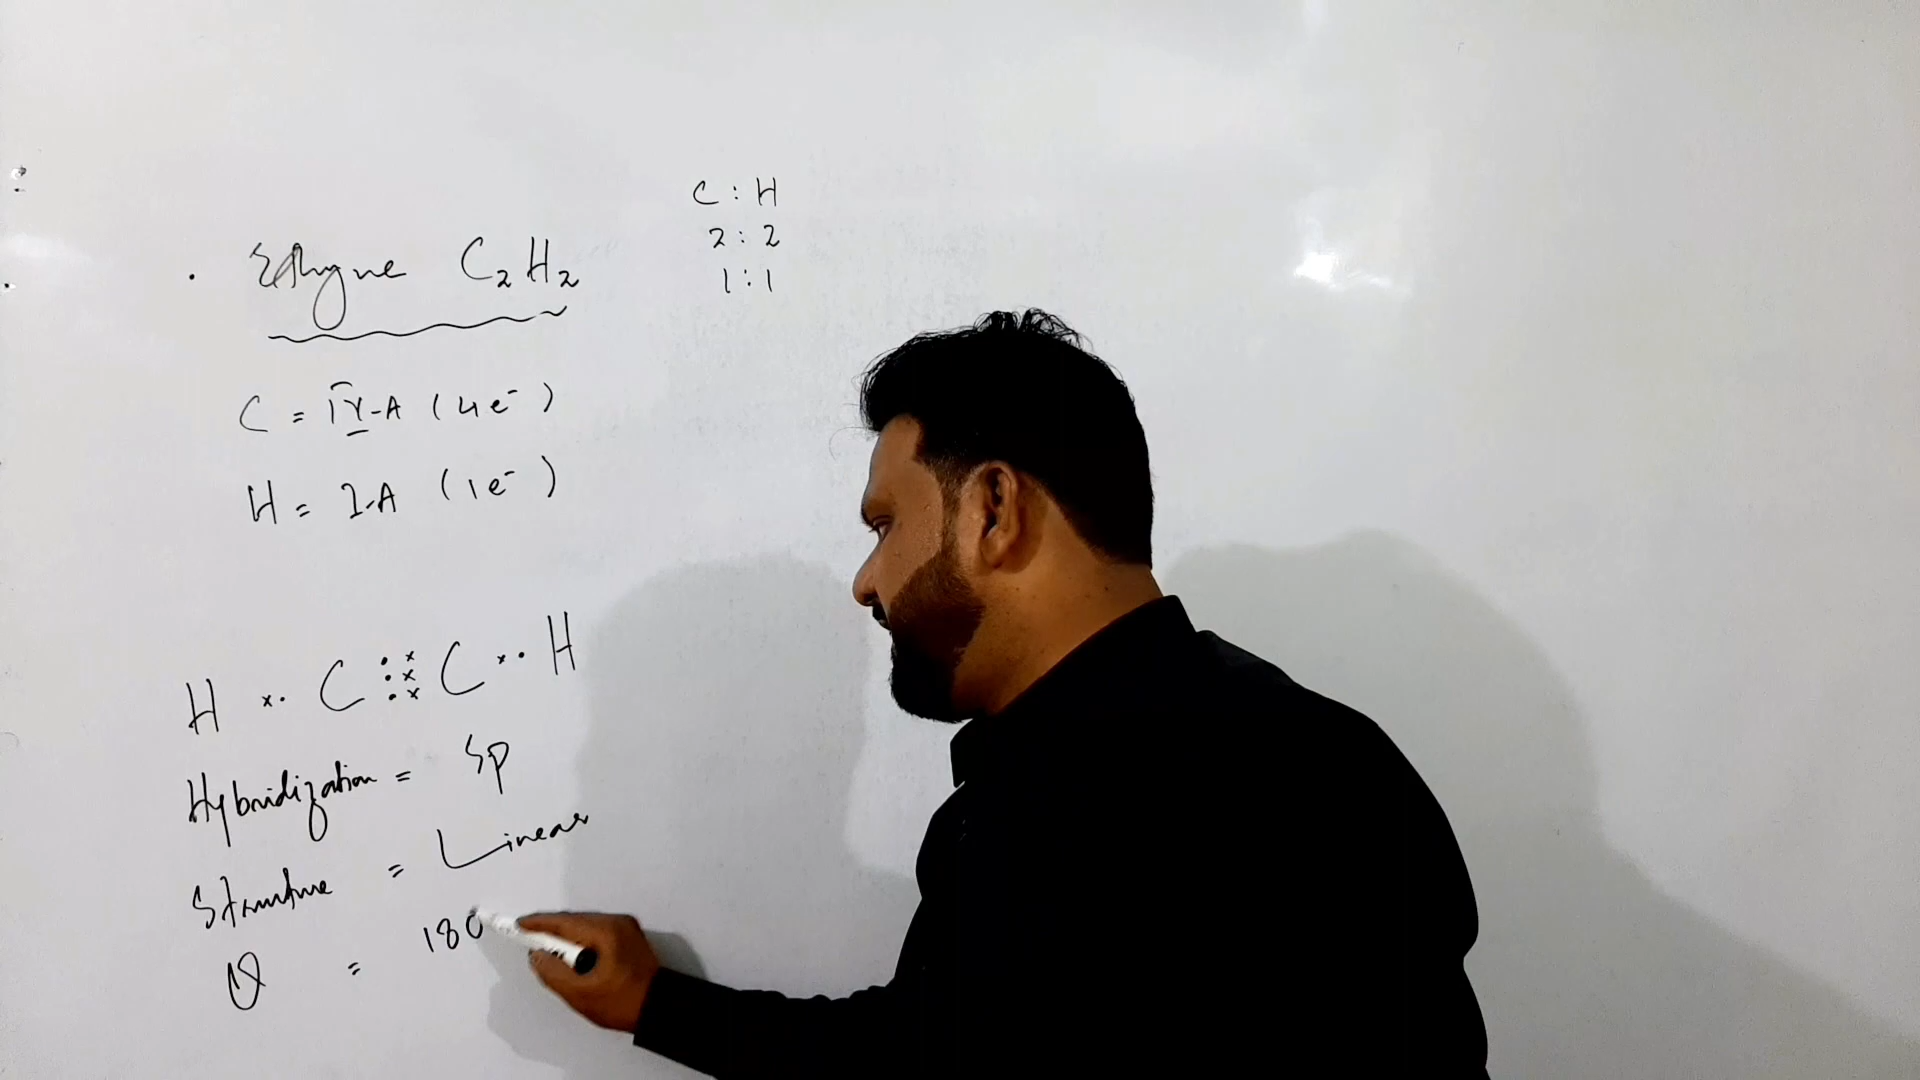 Ethyne C₂H₂
C : H
2 : 2
1 : 1
C = IV-A (4e⁻)
H = I-A (1e⁻)
H ×· C ⋮××× C ×· H
Hybridization = Sp
Structure = Linear
θ = 180